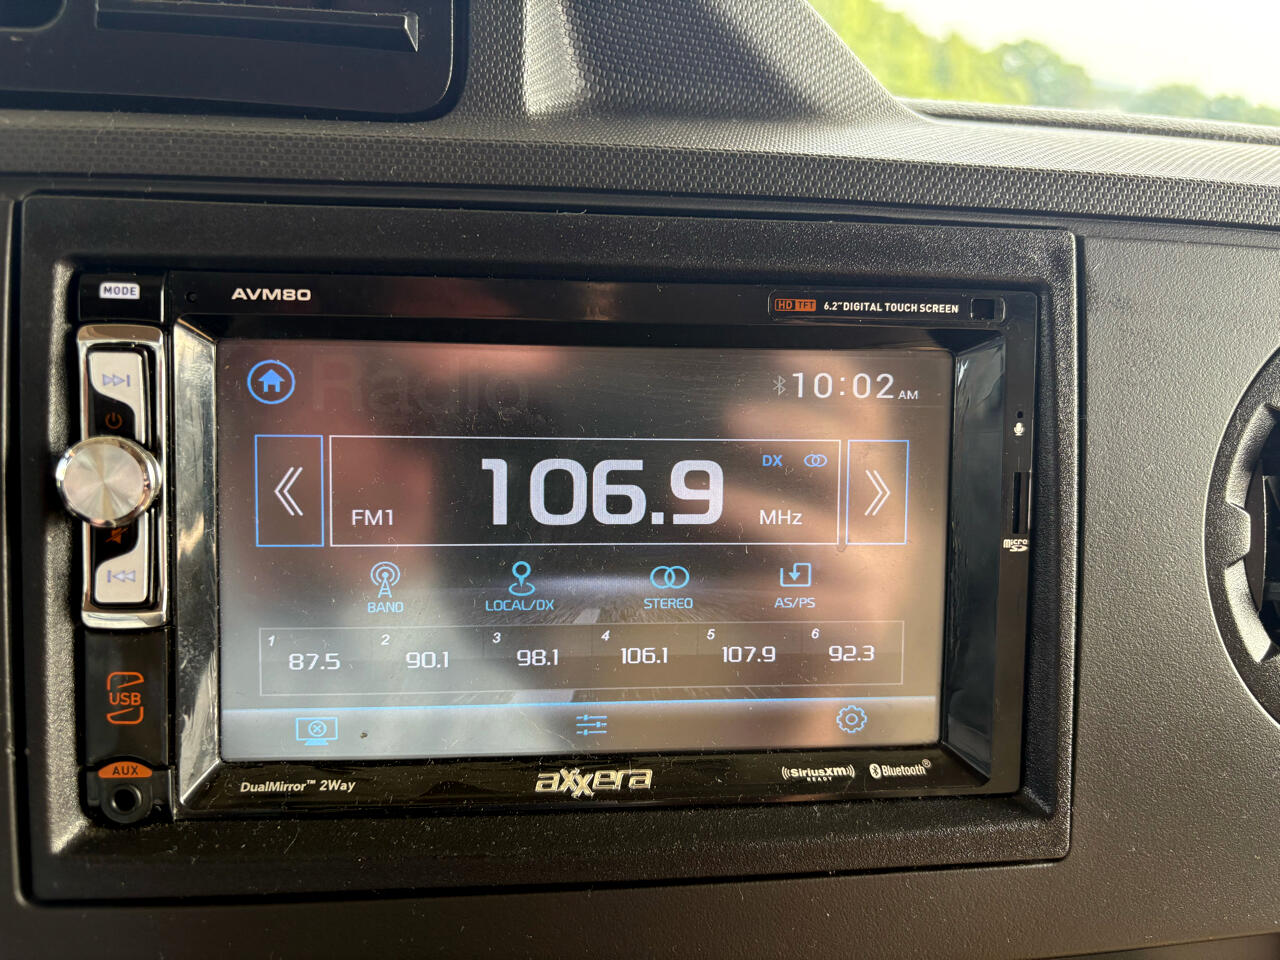 MODE
AVM80
HD TFT 6.2" DIGITAL TOUCH SCREEN
Radio
10:02 AM
DX
106.9
FM1
MHz
BAND
LOCAL/DX
STEREO
AS/PS
1 87.5
2 90.1
3 98.1
4 106.1
5 107.9
6 92.3
micro SD
USB
AUX
DualMirror™ 2Way
axxera
((SiriusXM))
READY
Bluetooth®